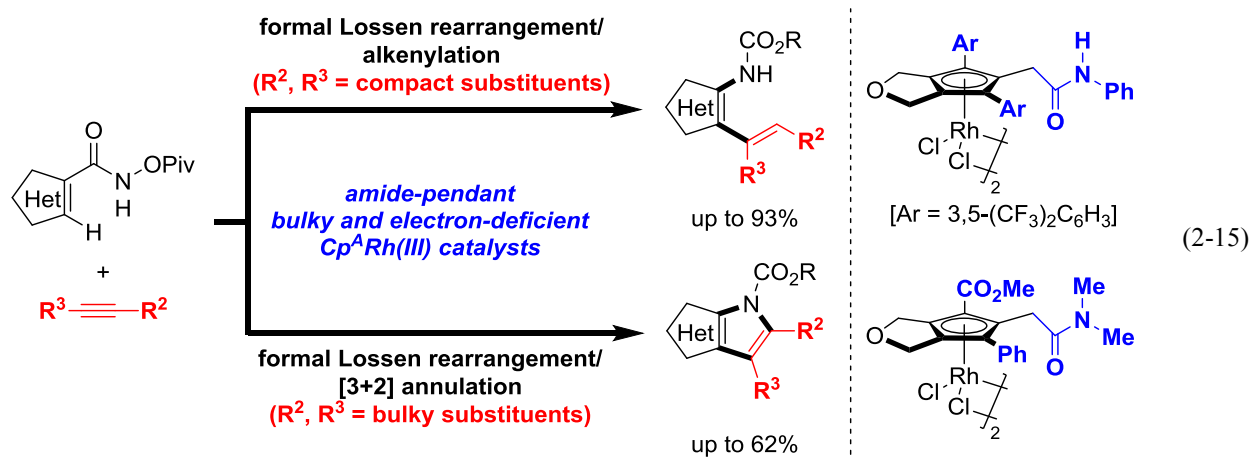 formal Lossen rearrangement/
alkenylation
(R², R³ = compact substituents)
O
OPiv
N
H
Het
H
+
R³
R²
amide-pendant
bulky and electron-deficient
CpᴬRh(III) catalysts
formal Lossen rearrangement/
[3+2] annulation
(R², R³ = bulky substituents)
CO₂R
NH
Het
R²
R³
up to 93%
CO₂R
N
Het
R²
R³
up to 62%
Ar
H
N
Ph
O
O
Ar
Rh
Cl
Cl
2
[Ar = 3,5-(CF₃)₂C₆H₃]
CO₂Me
Me
N
Me
O
O
Ph
Rh
Cl
Cl
2
(2-15)